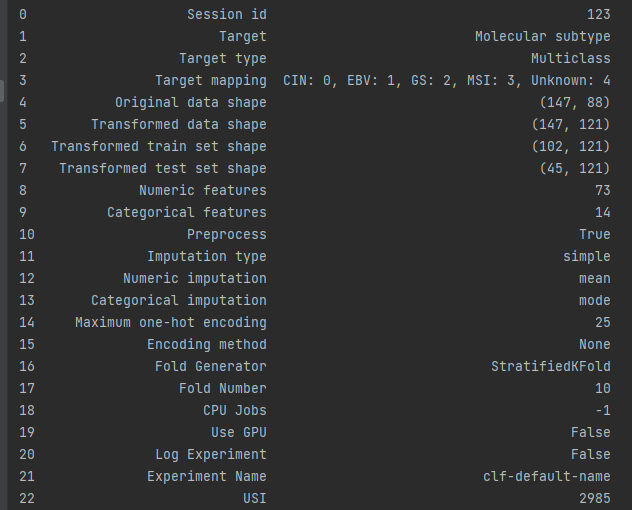 0 Session id 123
1 Target Molecular subtype
2 Target type Multiclass
3 Target mapping CIN: 0, EBV: 1, GS: 2, MSI: 3, Unknown: 4
4 Original data shape (147, 88)
5 Transformed data shape (147, 121)
6 Transformed train set shape (102, 121)
7 Transformed test set shape (45, 121)
8 Numeric features 73
9 Categorical features 14
10 Preprocess True
11 Imputation type simple
12 Numeric imputation mean
13 Categorical imputation mode
14 Maximum one-hot encoding 25
15 Encoding method None
16 Fold Generator StratifiedKFold
17 Fold Number 10
18 CPU Jobs -1
19 Use GPU False
20 Log Experiment False
21 Experiment Name clf-default-name
22 USI 2985